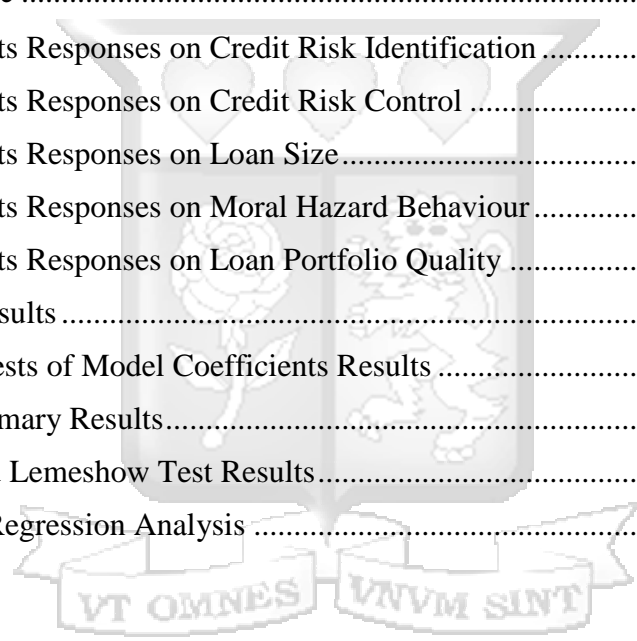 ts Responses on Credit Risk Identification ............
ts Responses on Credit Risk Control .....................
ts Responses on Loan Size.....................................
ts Responses on Moral Hazard Behaviour .............
ts Responses on Loan Portfolio Quality ................
sults .......................................................................
ests of Model Coefficients Results .........................
mary Results...........................................................
Lemeshow Test Results........................................
Regression Analysis ................................................
VT OMNES VNVM SINT